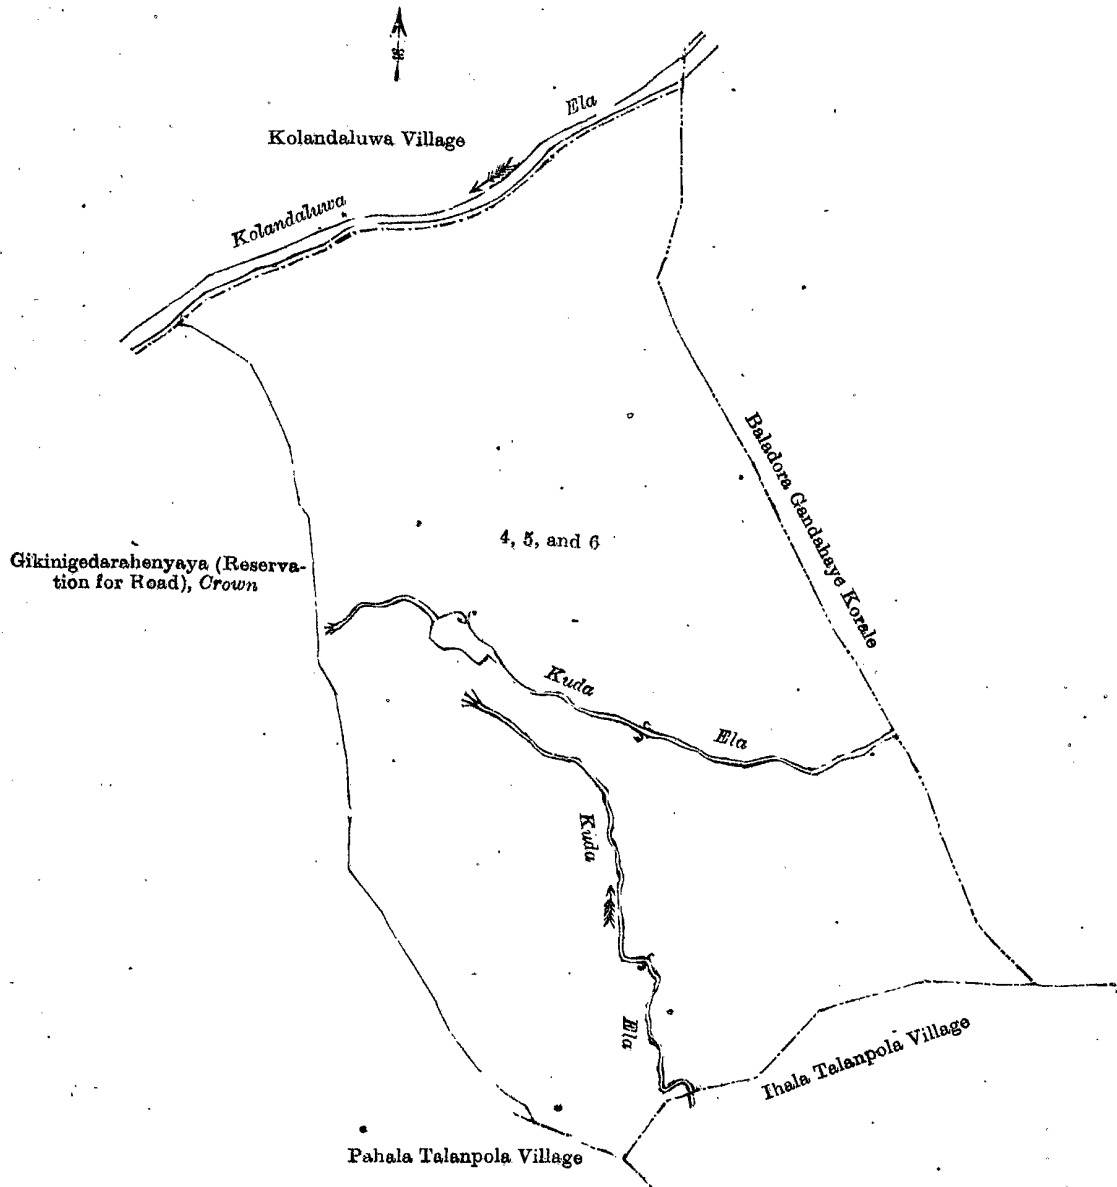 Ela
Kolandaluwa Village
Kolandaluwa
Baladora Gandahaye Korale
4, 5, and 6
Gikinigedarahenyaya (Reserva-
tion for Road), Crown
Kuda
Ela
Kuda
Ela
Ihala Talanpola Village
Pahala Talanpola Village